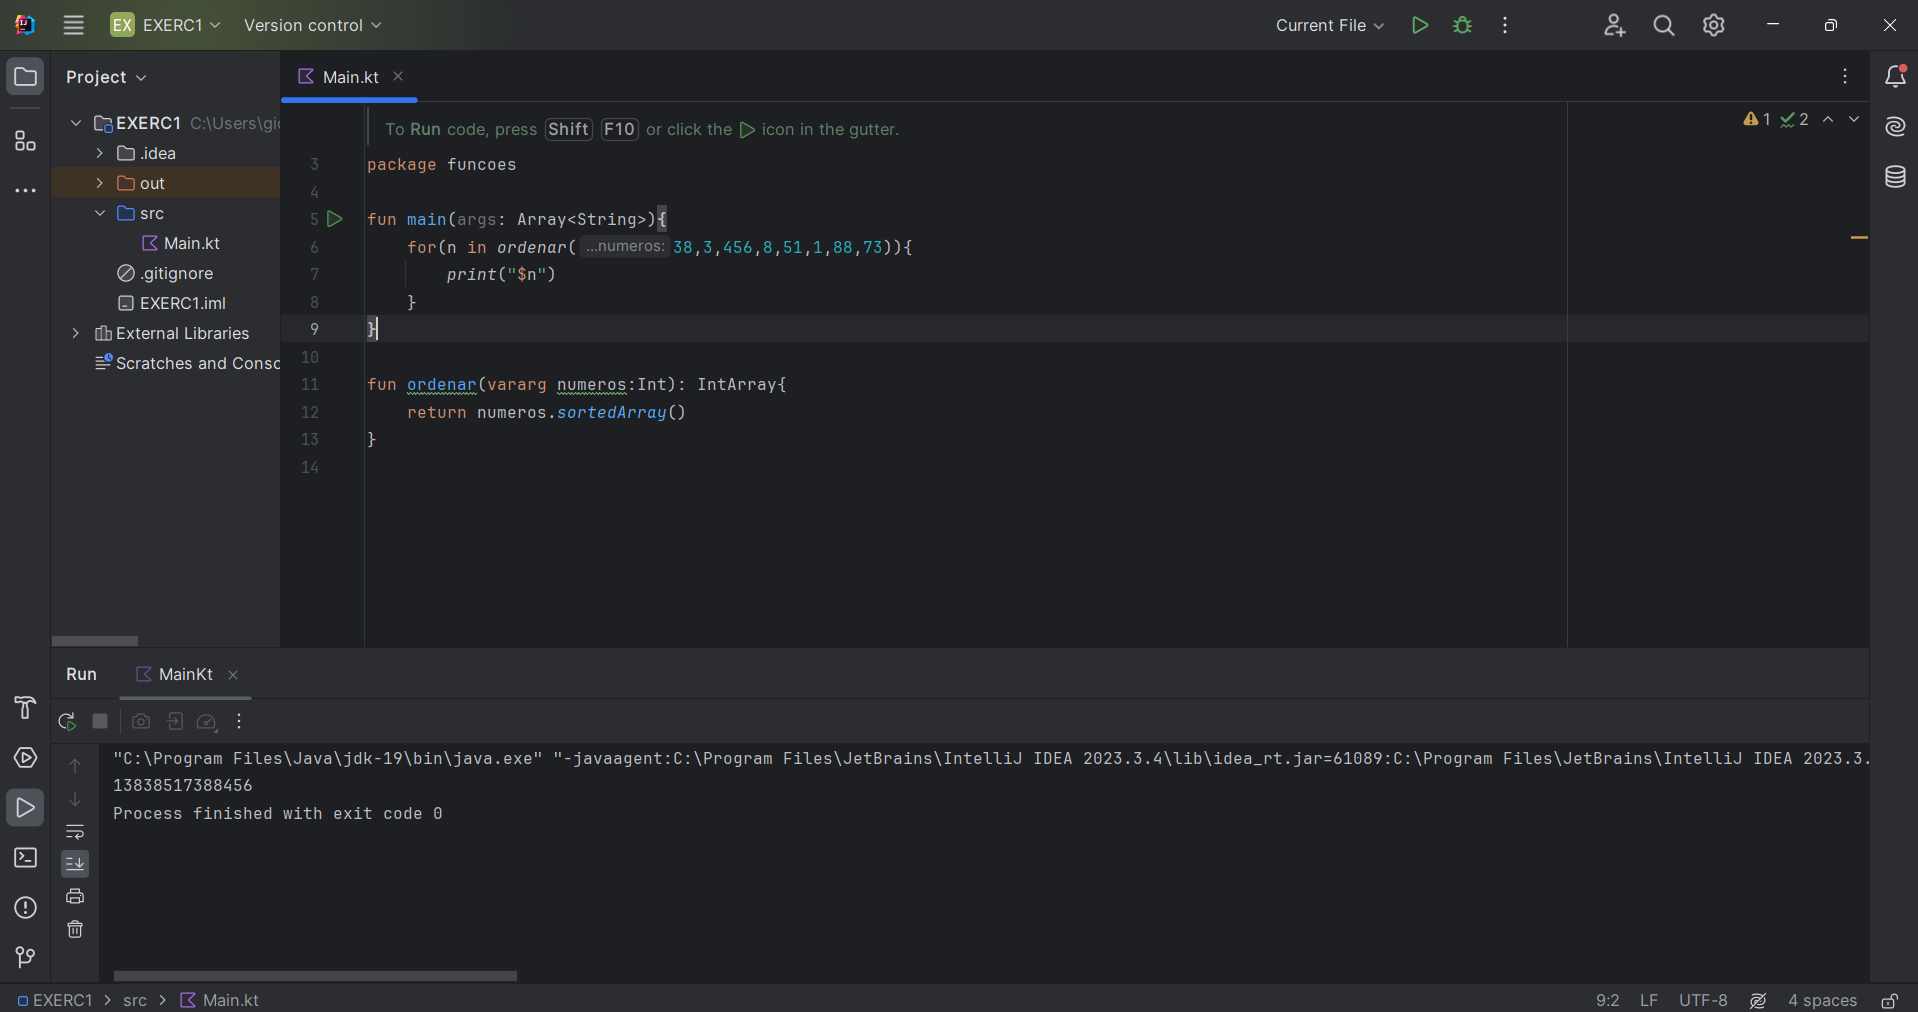 EX EXERC1 Version control Current File
Project
Main.kt
EXERC1 C:\Users\gi
.idea
out
src
Main.kt
.gitignore
EXERC1.iml
External Libraries
Scratches and Consc
To Run code, press Shift F10 or click the icon in the gutter.
1 2
3 package funcoes
4
5 fun main(args: Array<String>){
6 for(n in ordenar( ...numeros: 38,3,456,8,51,1,88,73)){
7 print("$n")
8 }
9 }
10
11 fun ordenar(vararg numeros:Int): IntArray{
12 return numeros.sortedArray()
13 }
14
Run MainKt
"C:\Program Files\Java\jdk-19\bin\java.exe" "-javaagent:C:\Program Files\JetBrains\IntelliJ IDEA 2023.3.4\lib\idea_rt.jar=61089:C:\Program Files\JetBrains\IntelliJ IDEA 2023.3.
13838517388456
Process finished with exit code 0
EXERC1 > src > Main.kt 9:2 LF UTF-8 4 spaces